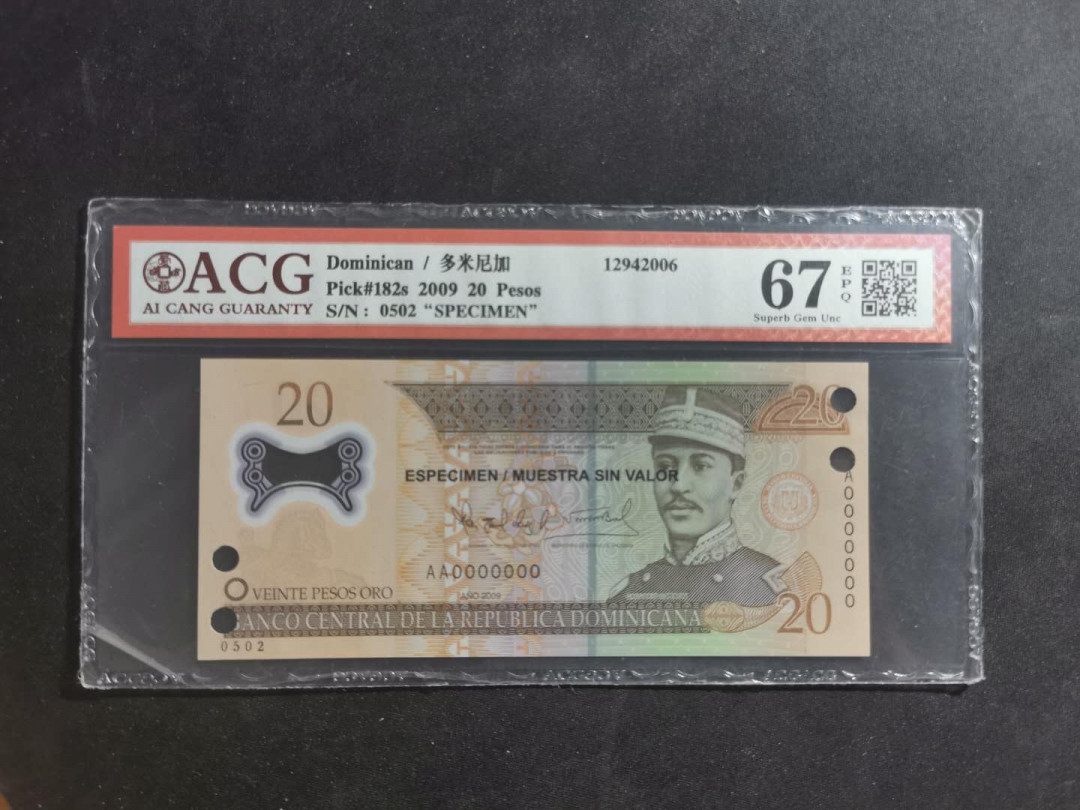 ACG
AI CANG GUARANTY
Dominican / 多米尼加
12942006
Pick#182s 2009 20 Pesos
S/N : 0502 “SPECIMEN”
67
EPQ
Superb Gem Unc
20
20
ESPECIMEN / MUESTRA SIN VALOR
A0000000
AA0000000
VEINTE PESOS ORO
AÑO 2009
20
BANCO CENTRAL DE LA REPÚBLICA DOMINICANA
0502